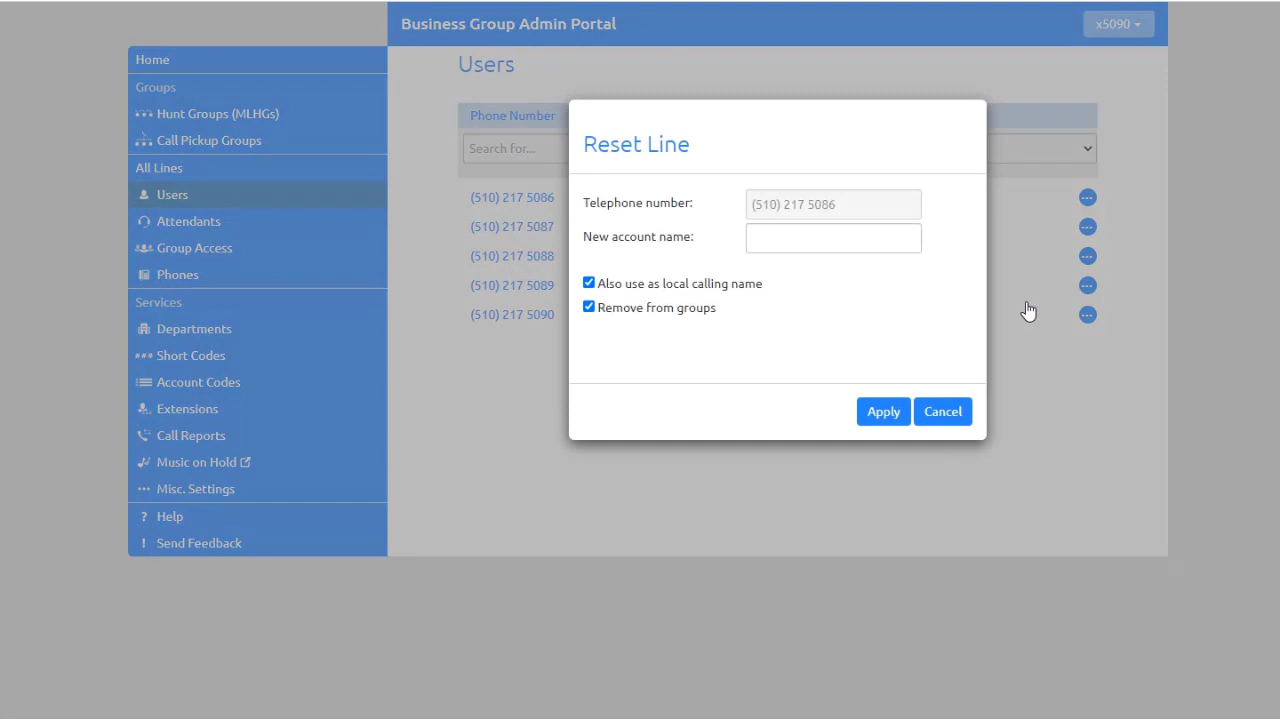 Business Group Admin Portal
x5090
Home
Groups
Hunt Groups (MLHGs)
Call Pickup Groups
All Lines
Users
Attendants
Group Access
Phones
Services
Departments
Short Codes
Account Codes
Extensions
Call Reports
Music on Hold
Misc. Settings
? Help
! Send Feedback
Users
Phone Number
Search for...
(510) 217 5086
(510) 217 5087
(510) 217 5088
(510) 217 5089
(510) 217 5090
Reset Line
Telephone number: (510) 217 5086
New account name:
Also use as local calling name
Remove from groups
Apply Cancel